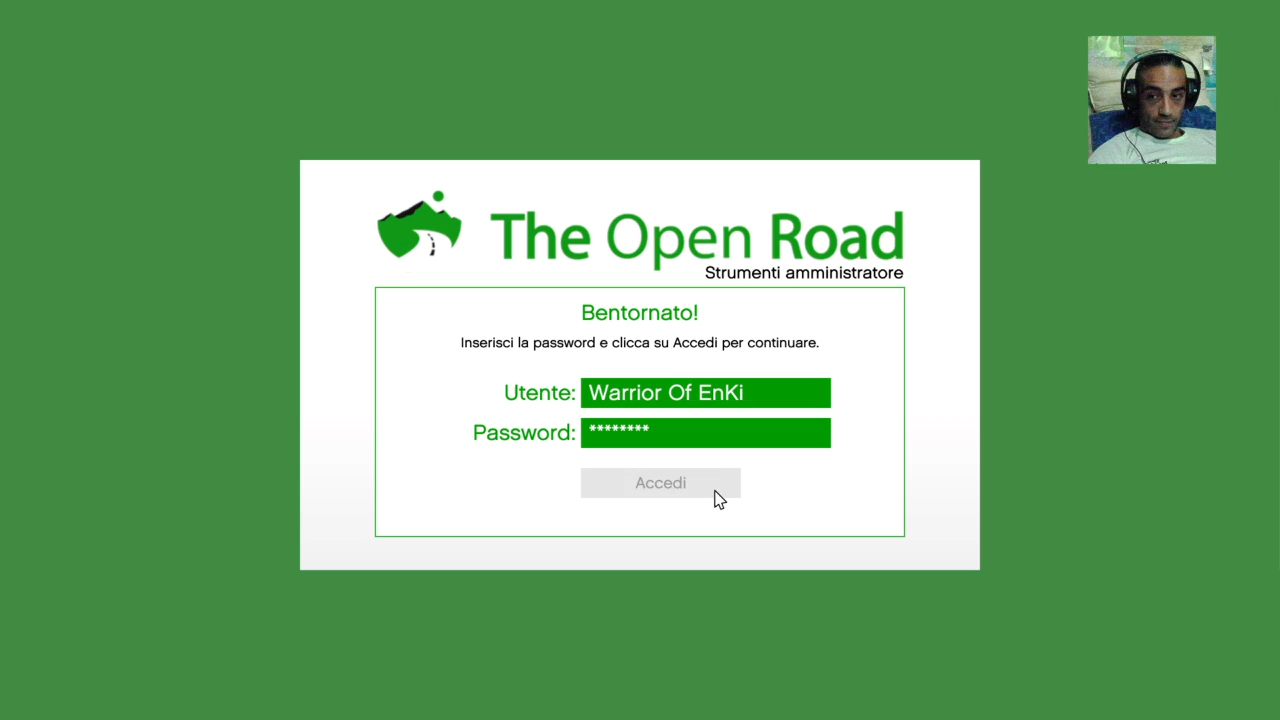 The Open Road
Strumenti amministratore
Bentornato!
Inserisci la password e clicca su Accedi per continuare.
Utente: Warrior Of EnKi
Password: ********
Accedi